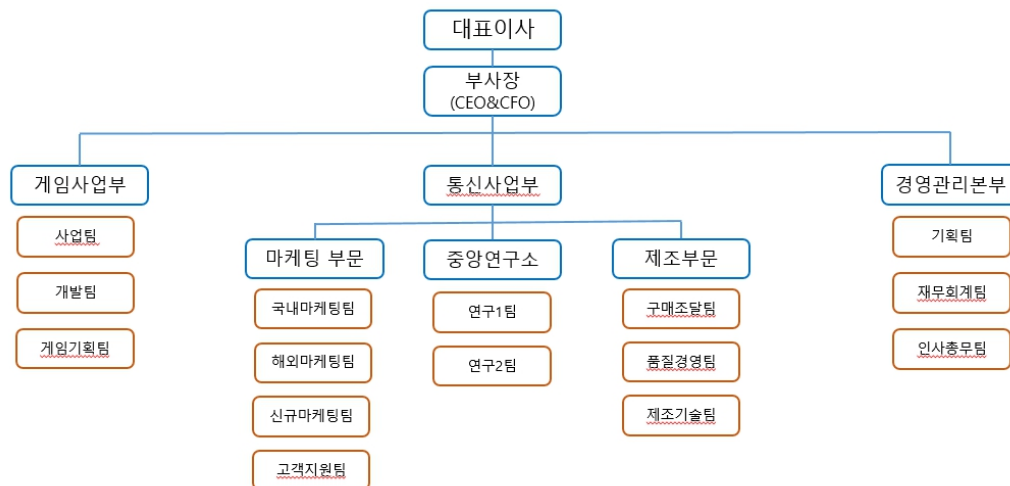 대표이사
부사장
(CEO&CFO)
게임사업부
통신사업부
경영관리본부
사업팀
개발팀
게임기획팀
마케팅 부문
중앙연구소
제조부문
국내마케팅팀
해외마케팅팀
신규마케팅팀
고객지원팀
연구1팀
연구2팀
구매조달팀
품질경영팀
제조기술팀
기획팀
재무회계팀
인사총무팀